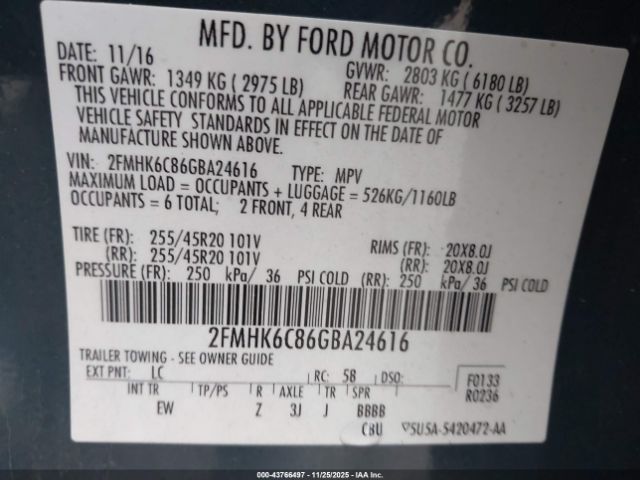 MFD. BY FORD MOTOR CO.
DATE: 11/16 GVWR: 2803 KG ( 6180 LB)
FRONT GAWR: 1349 KG ( 2975 LB) REAR GAWR: 1477 KG ( 3257 LB)
THIS VEHICLE CONFORMS TO ALL APPLICABLE FEDERAL MOTOR
VEHICLE SAFETY STANDARDS IN EFFECT ON THE DATE OF
MANUFACTURE SHOWN ABOVE.
VIN: 2FMHK6C86GBA24616 TYPE: MPV
MAXIMUM LOAD = OCCUPANTS + LUGGAGE = 526KG/1160LB
OCCUPANTS = 6 TOTAL; 2 FRONT, 4 REAR
TIRE (FR): 255/45R20 101V RIMS (FR): 20X8.0J
(RR): 255/45R20 101V (RR): 20X8.0J
PRESSURE (FR): 250 kPa/ 36 PSI COLD (RR): 250 kPa/ 36 PSI COLD
2FMHK6C86GBA24616
TRAILER TOWING - SEE OWNER GUIDE
EXT PNT: LC RC: 5B DSO: F0133
INT TR TP/PS R AXLE TR SPR R0236
EW Z 3J J BBBB
CBU 5U5A-5420472-AA
000-43766497 - 11/25/2025 - IAAI.com